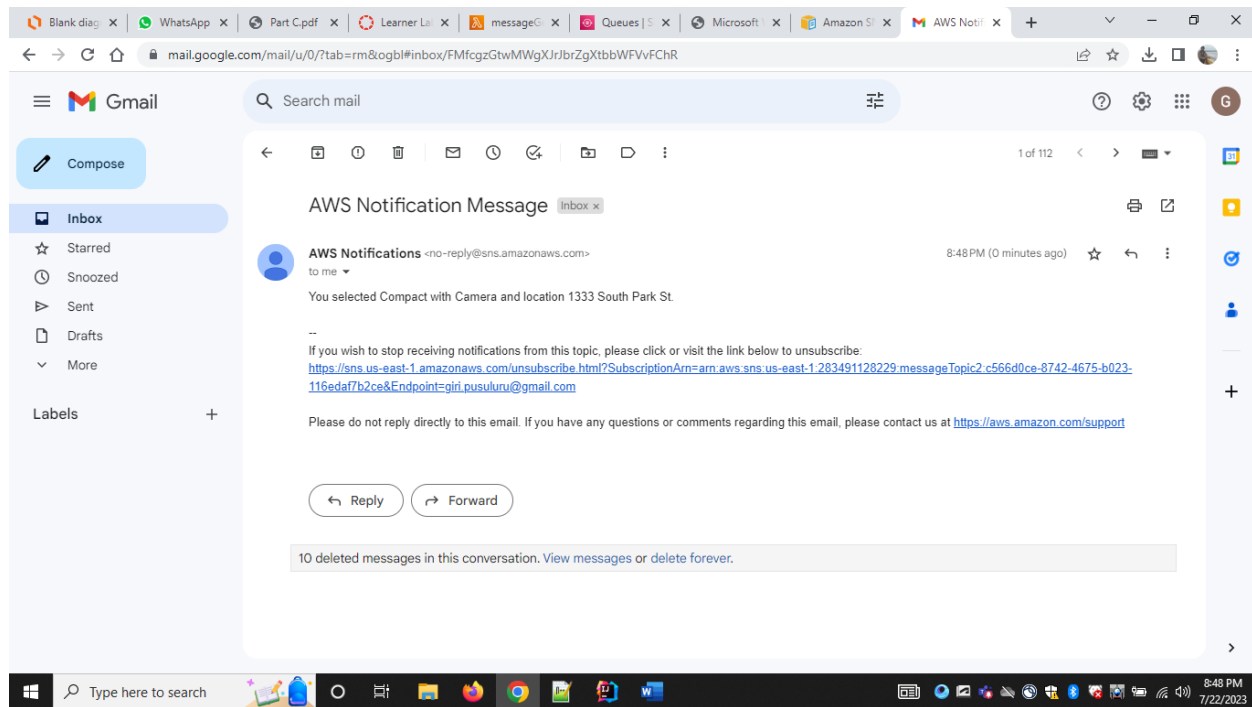 Blank diag
WhatsApp
Part C.pdf
Learner La
messageG
Queues | S
Microsoft
Amazon S
AWS Notif
mail.google.com/mail/u/0/?tab=rm&ogbl#inbox/FMfcgzGtwMWgXJrJbrZgXtbbWFVvFChR
Gmail
Search mail
G
Compose
1 of 112
31
Inbox
Starred
Snoozed
Sent
Drafts
More
Labels
AWS Notification Message Inbox x
AWS Notifications <no-reply@sns.amazonaws.com>
8:48 PM (0 minutes ago)
to me
You selected Compact with Camera and location 1333 South Park St.
--
If you wish to stop receiving notifications from this topic, please click or visit the link below to unsubscribe:
https://sns.us-east-1.amazonaws.com/unsubscribe.html?SubscriptionArn=arn:aws:sns:us-east-1:283491128229:messageTopic2:c566d0ce-8742-4675-b023-
116edaf7b2ce&Endpoint=giri.pusuluru@gmail.com
Please do not reply directly to this email. If you have any questions or comments regarding this email, please contact us at https://aws.amazon.com/support
Reply
Forward
10 deleted messages in this conversation. View messages or delete forever.
Type here to search
8:48 PM
7/22/2023